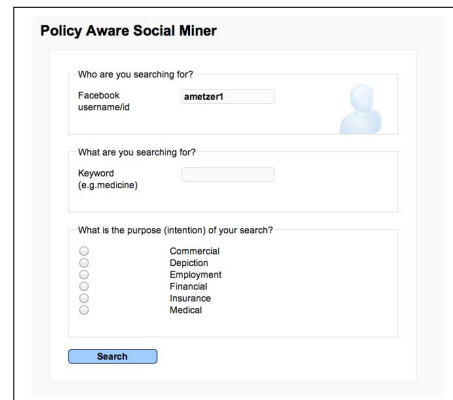 Policy Aware Social Miner
Who are you searching for?
Facebook
username/id
ametzer1
What are you searching for?
Keyword
(e.g.medicine)
What is the purpose (intention) of your search?
Commercial
Depiction
Employment
Financial
Insurance
Medical
Search